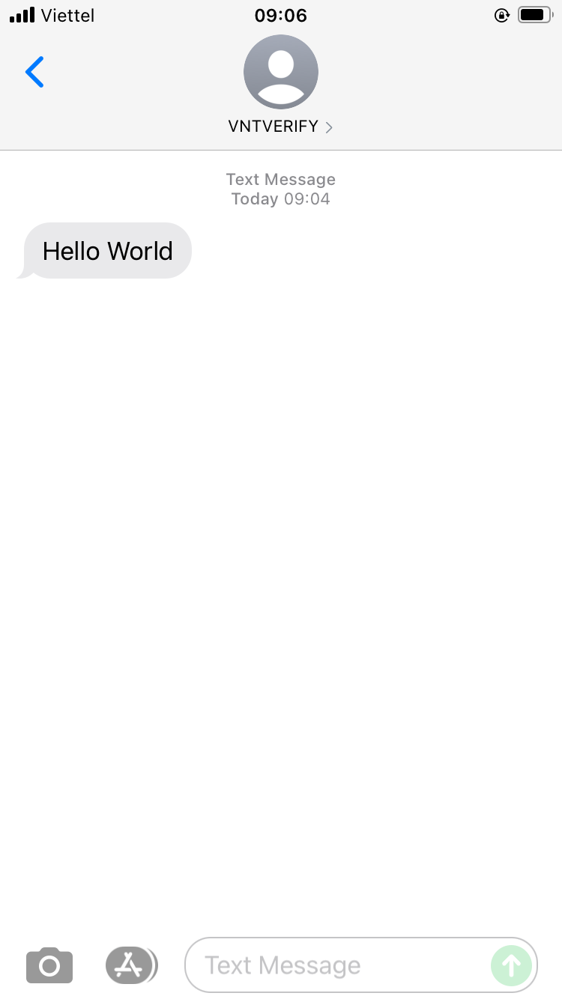 Viettel 09:06
VNTVERIFY
Text Message
Today 09:04
Hello World
Text Message